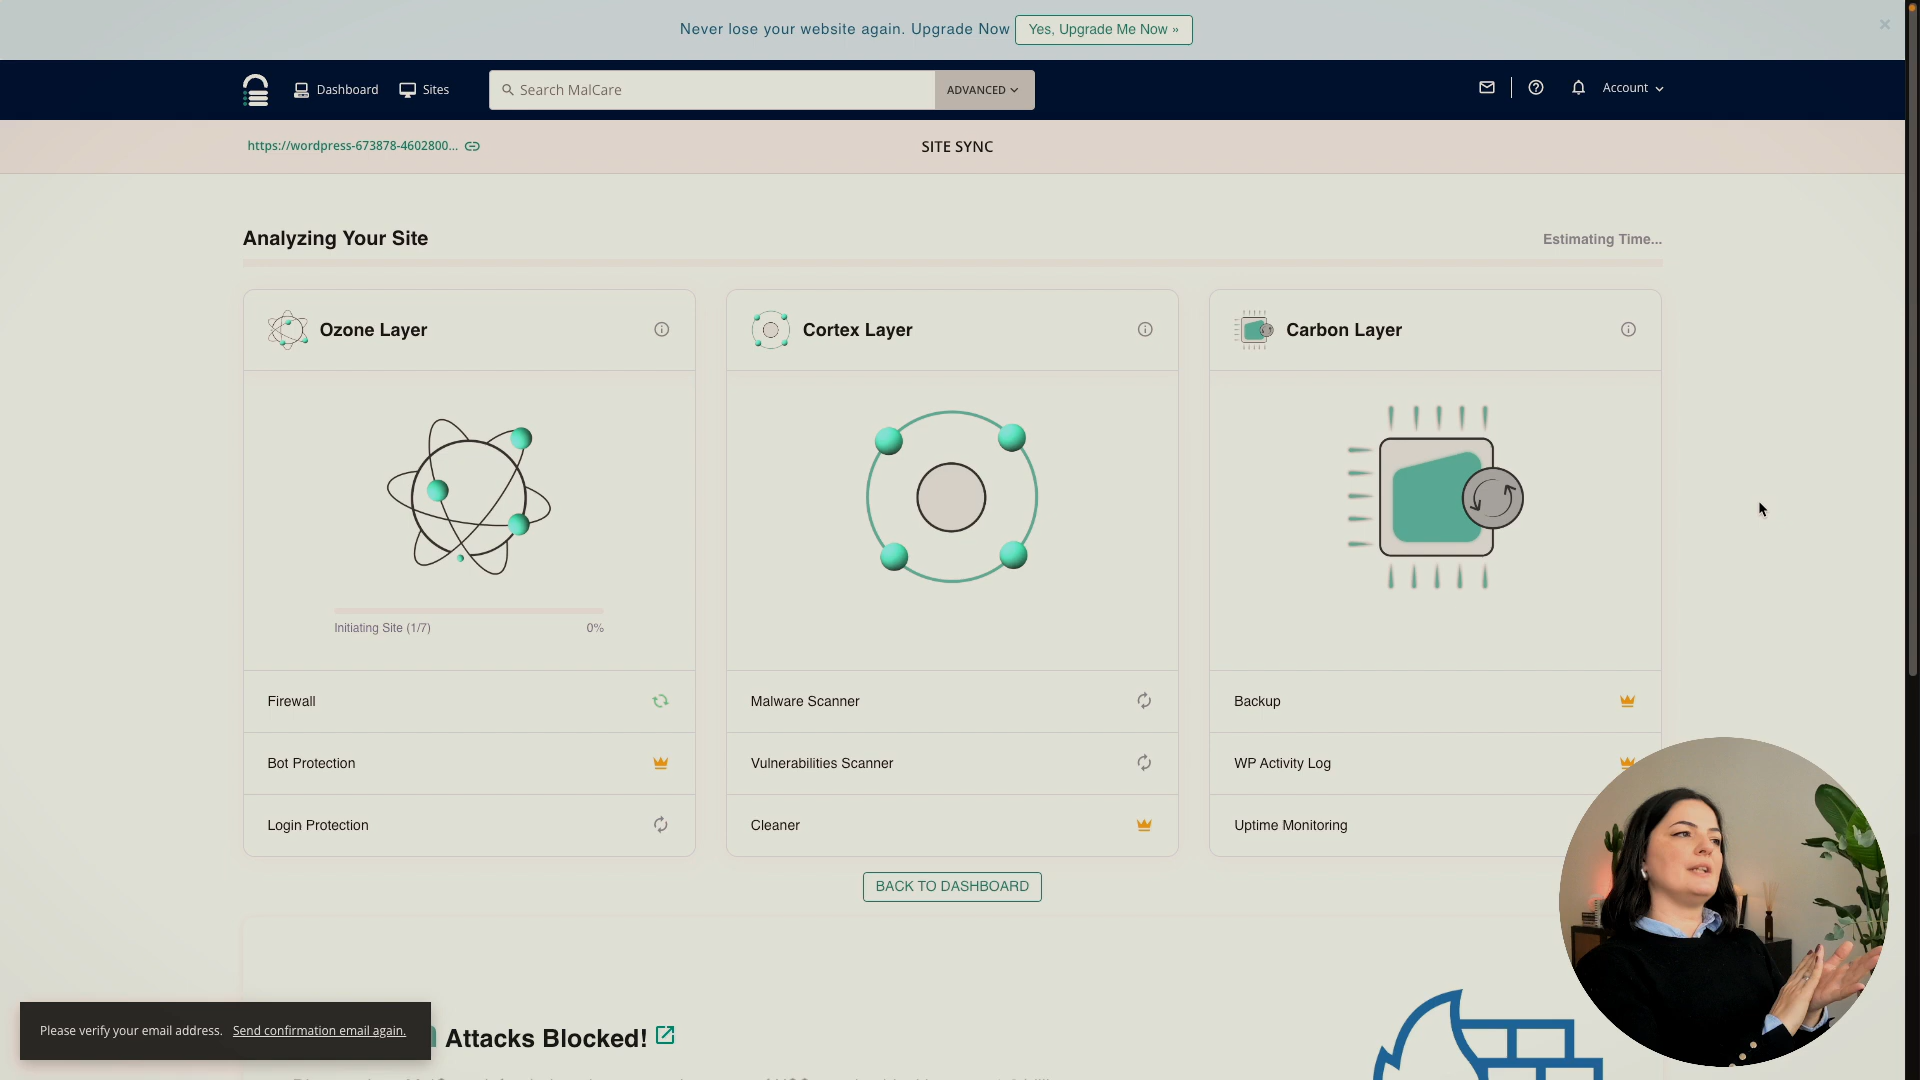 Never lose your website again. Upgrade Now Yes, Upgrade Me Now »
Dashboard Sites Search MalCare ADVANCED Account
https://wordpress-673878-4602800... SITE SYNC
Analyzing Your Site Estimating Time...
Ozone Layer
Initiating Site (1/7) 0%
Firewall
Bot Protection
Login Protection
Cortex Layer
Malware Scanner
Vulnerabilities Scanner
Cleaner
Carbon Layer
Backup
WP Activity Log
Uptime Monitoring
BACK TO DASHBOARD
Attacks Blocked!
Please verify your email address. Send confirmation email again.